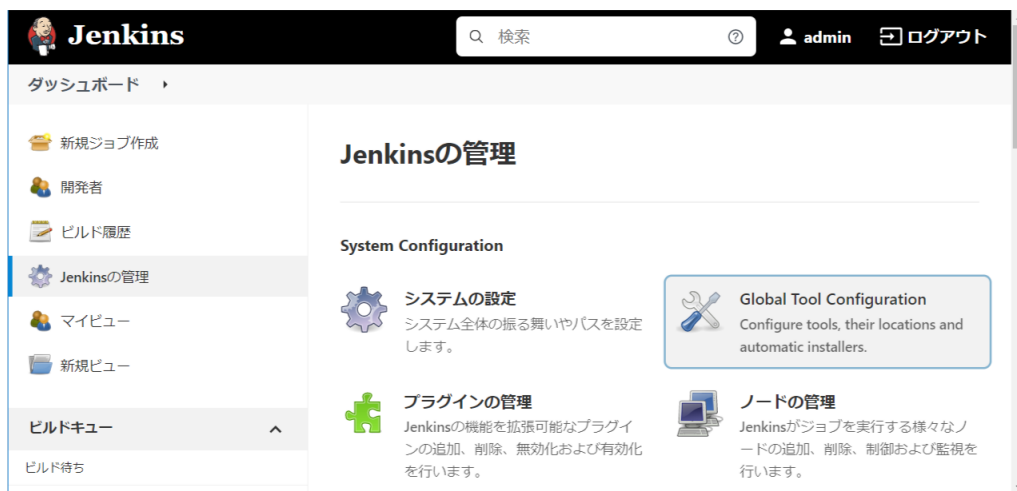 Jenkins
検索
admin
ログアウト
ダッシュボード
新規ジョブ作成
開発者
ビルド履歴
Jenkinsの管理
マイビュー
新規ビュー
ビルドキュー
ビルド待ち
Jenkinsの管理
System Configuration
システムの設定
システム全体の振る舞いやパスを設定
します。
Global Tool Configuration
Configure tools, their locations and
automatic installers.
プラグインの管理
Jenkinsの機能を拡張可能なプラグイ
ンの追加、削除、無効化および有効化
を行います。
ノードの管理
Jenkinsがジョブを実行する様々なノ
ードの追加、削除、制御および監視を
行います。